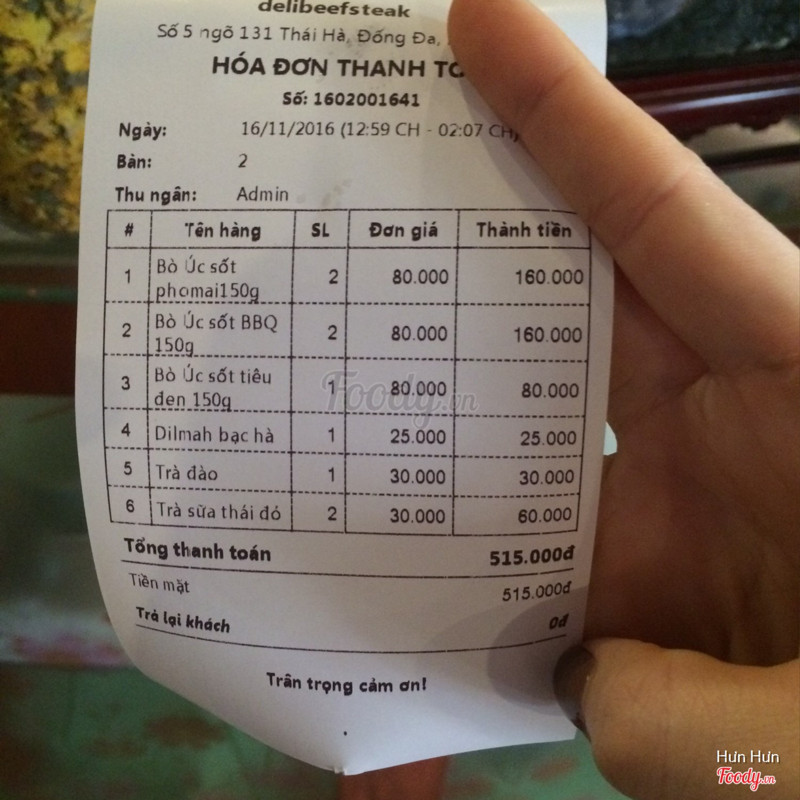 delibeefsteak
Số 5 ngõ 131 Thái Hà, Đống Đa,
HÓA ĐƠN THANH
Số: 1602001641
Ngày: 16/11/2016 (12:59 CH - 02:07 CH)
Bàn: 2
Thu ngân: Admin
# Tên hàng SL Đơn giá Thành tiền
1 Bò Úc sốt phomai150g 2 80.000 160.000
2 Bò Úc sốt BBQ 150g 2 80.000 160.000
3 Bò Úc sốt tiêu đen 150g 1 80.000 80.000
4 Dilmah bạc hà 1 25.000 25.000
5 Trà đào 1 30.000 30.000
6 Trà sữa thái đỏ 2 30.000 60.000
Tổng thanh toán 515.000đ
Tiền mặt 515.000đ
Trả lại khách 0đ
Trân trọng cảm ơn!
Foody.vn
Hưn Hưn
Foody.vn